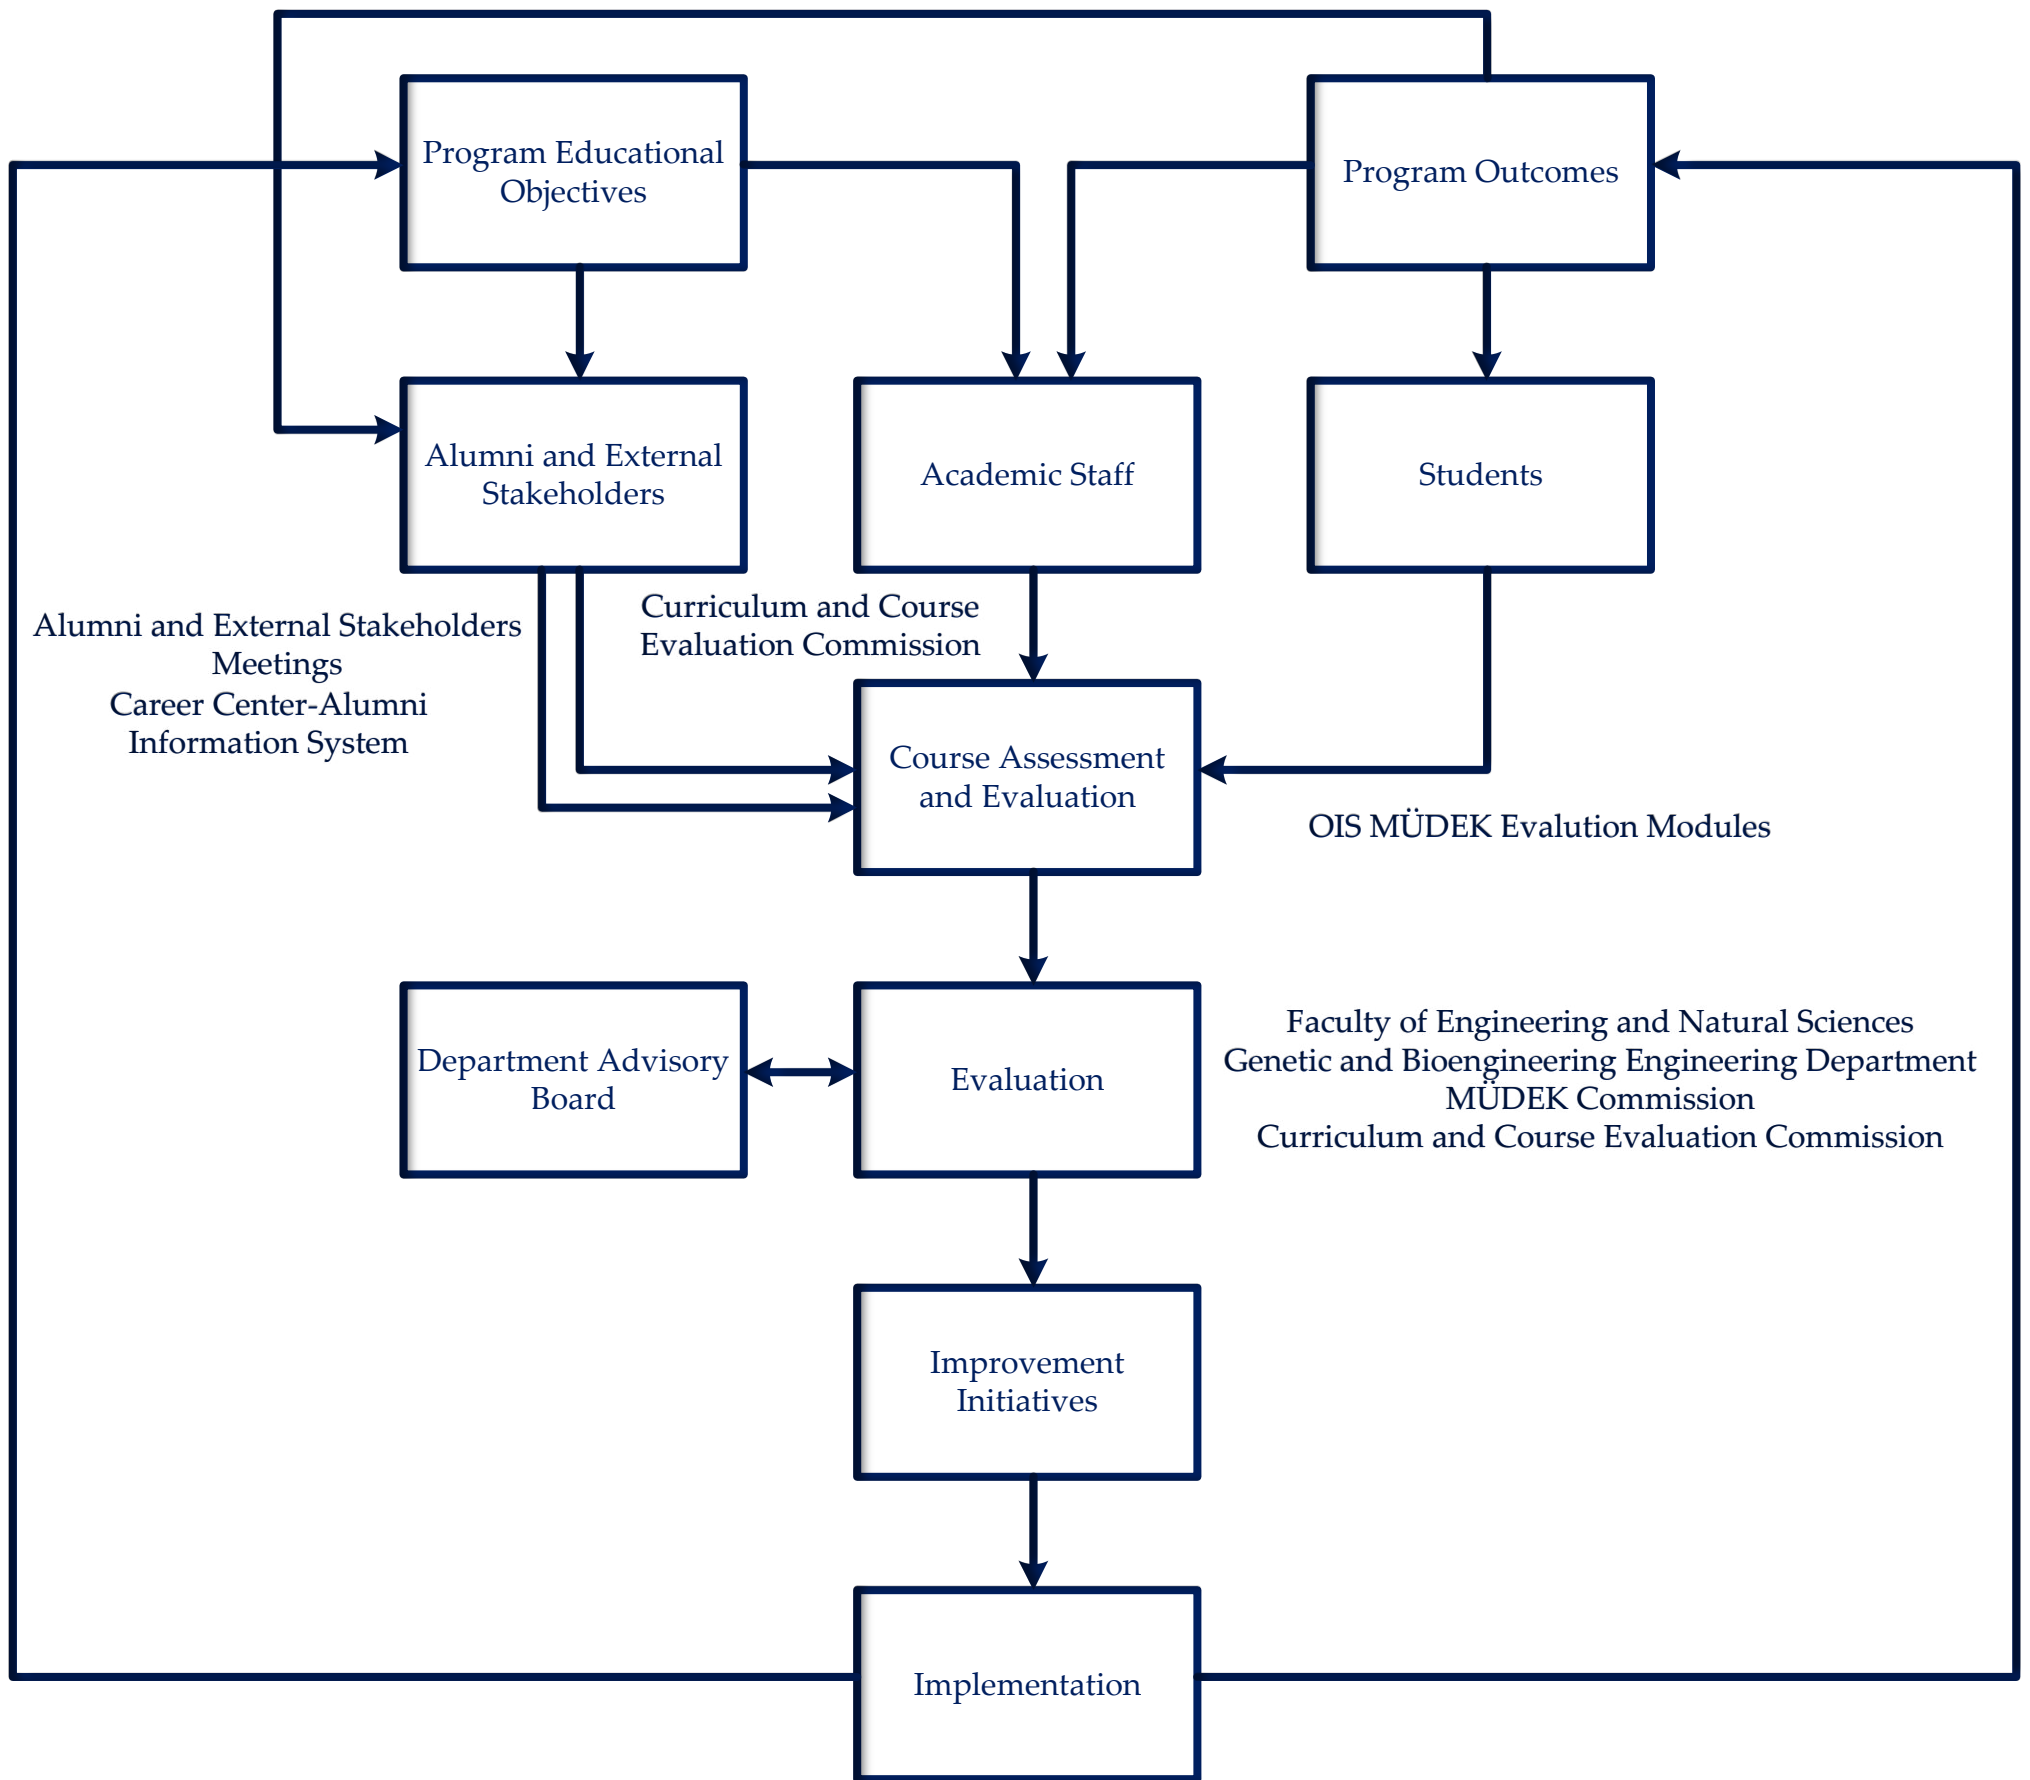 Program Educational
Objectives
Program Outcomes
Alumni and External
Stakeholders
Academic Staff
Students
Alumni and External Stakeholders
Meetings
Career Center-Alumni
Information System
Curriculum and Course
Evaluation Commission
Course Assessment
and Evaluation
OIS MÜDEK Evalution Modules
Department Advisory
Board
Evaluation
Faculty of Engineering and Natural Sciences
Genetic and Bioengineering Engineering Department
MÜDEK Commission
Curriculum and Course Evaluation Commission
Improvement
Initiatives
Implementation